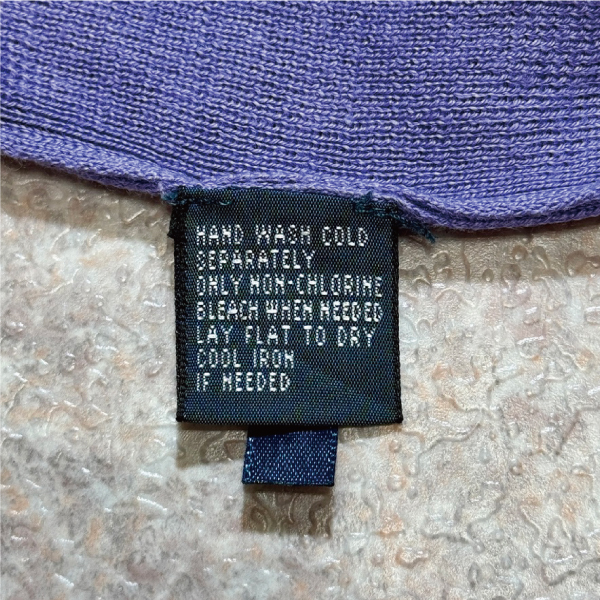 HAND WASH COLD
SEPARATELY
ONLY NON-CHLORINE
BLEACH WHEN NEEDED
LAY FLAT TO DRY
COOL IRON
IF NEEDED